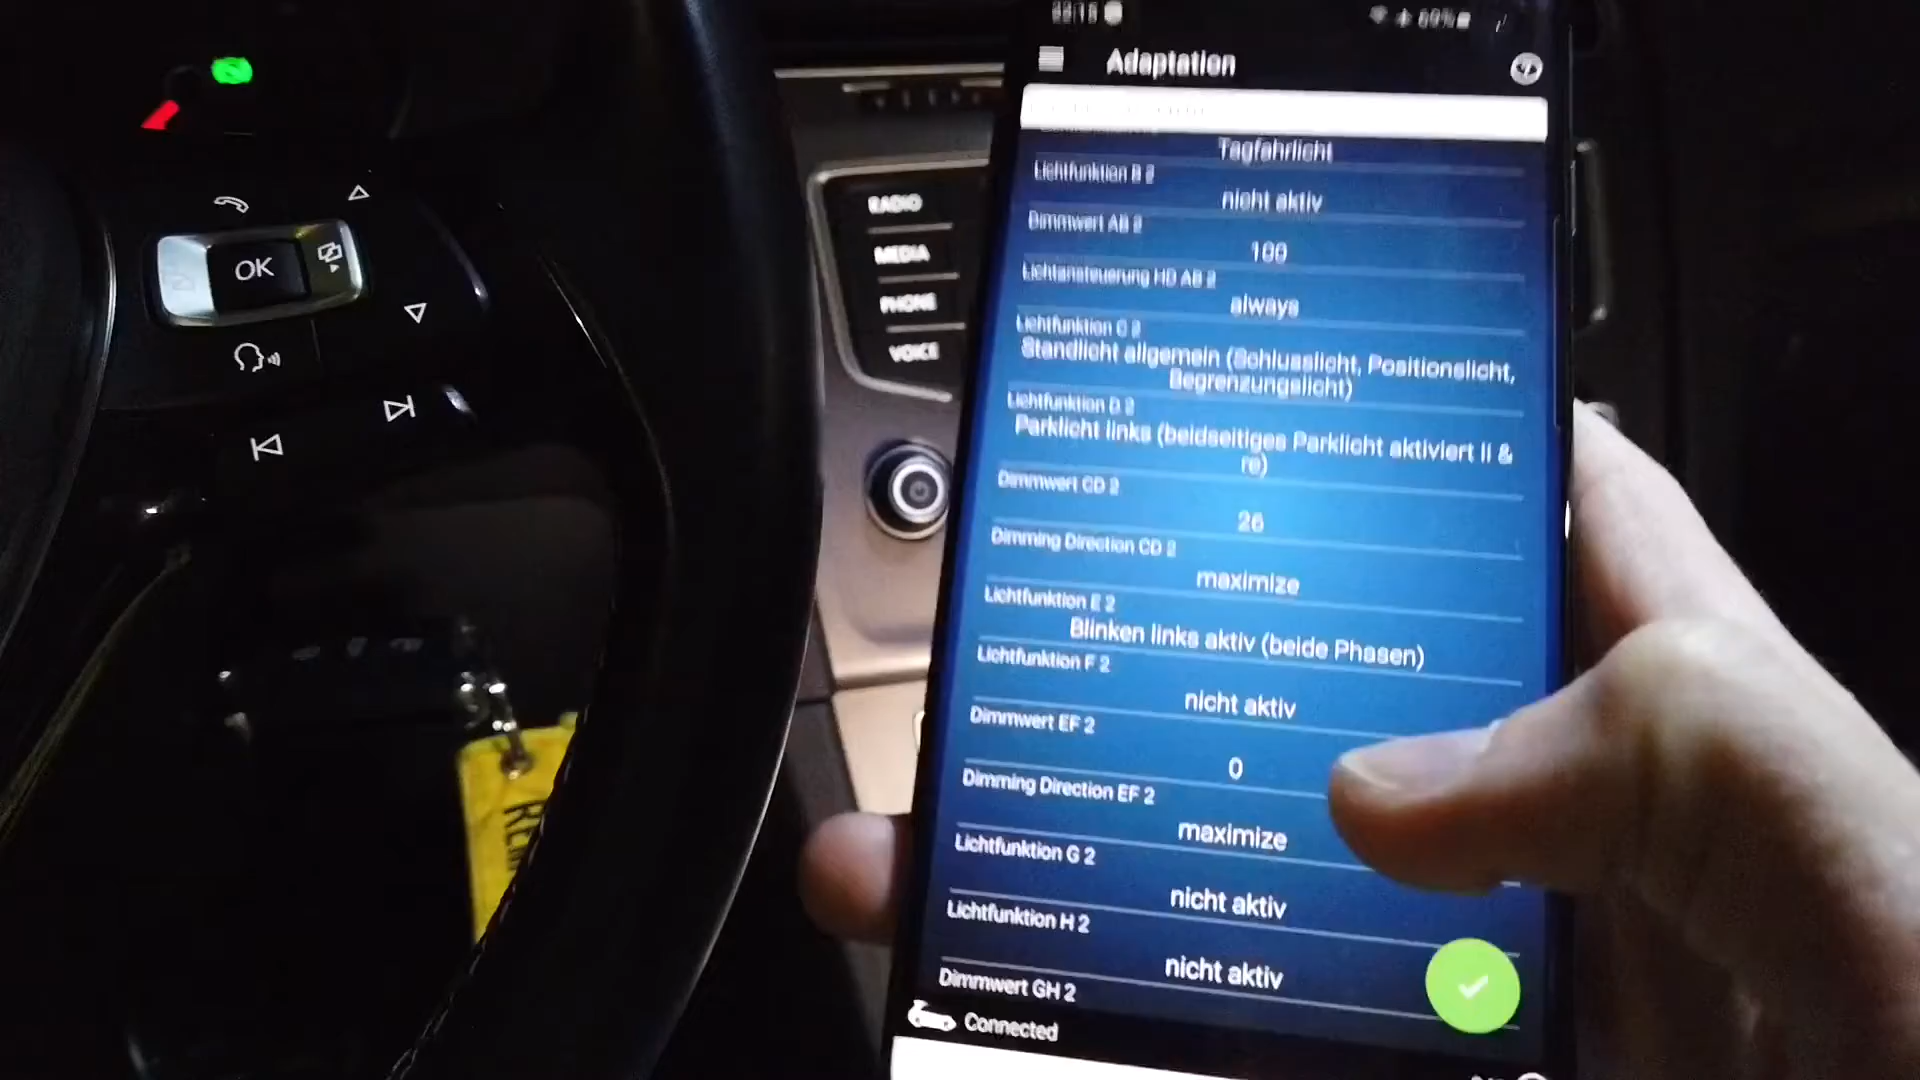 Adaptation
Tagfahrlicht
Lichtfunktion B 2
nicht aktiv
Dimmwert AB 2
100
Lichtansteuerung HD AB 2
always
Lichtfunktion C 2
Standlicht allgemein (Schlusslicht, Positionslicht,
Begrenzungslicht)
Lichtfunktion D 2
Parklicht links (beidseitiges Parklicht aktiviert li &
re)
Dimmwert CD 2
26
Dimming Direction CD 2
maximize
Lichtfunktion E 2
Blinken links aktiv (beide Phasen)
Lichtfunktion F 2
nicht aktiv
Dimmwert EF 2
0
Dimming Direction EF 2
maximize
Lichtfunktion G 2
nicht aktiv
Lichtfunktion H 2
nicht aktiv
Dimmwert GH 2
Connected
RADIO
MEDIA
PHONE
VOICE
OK